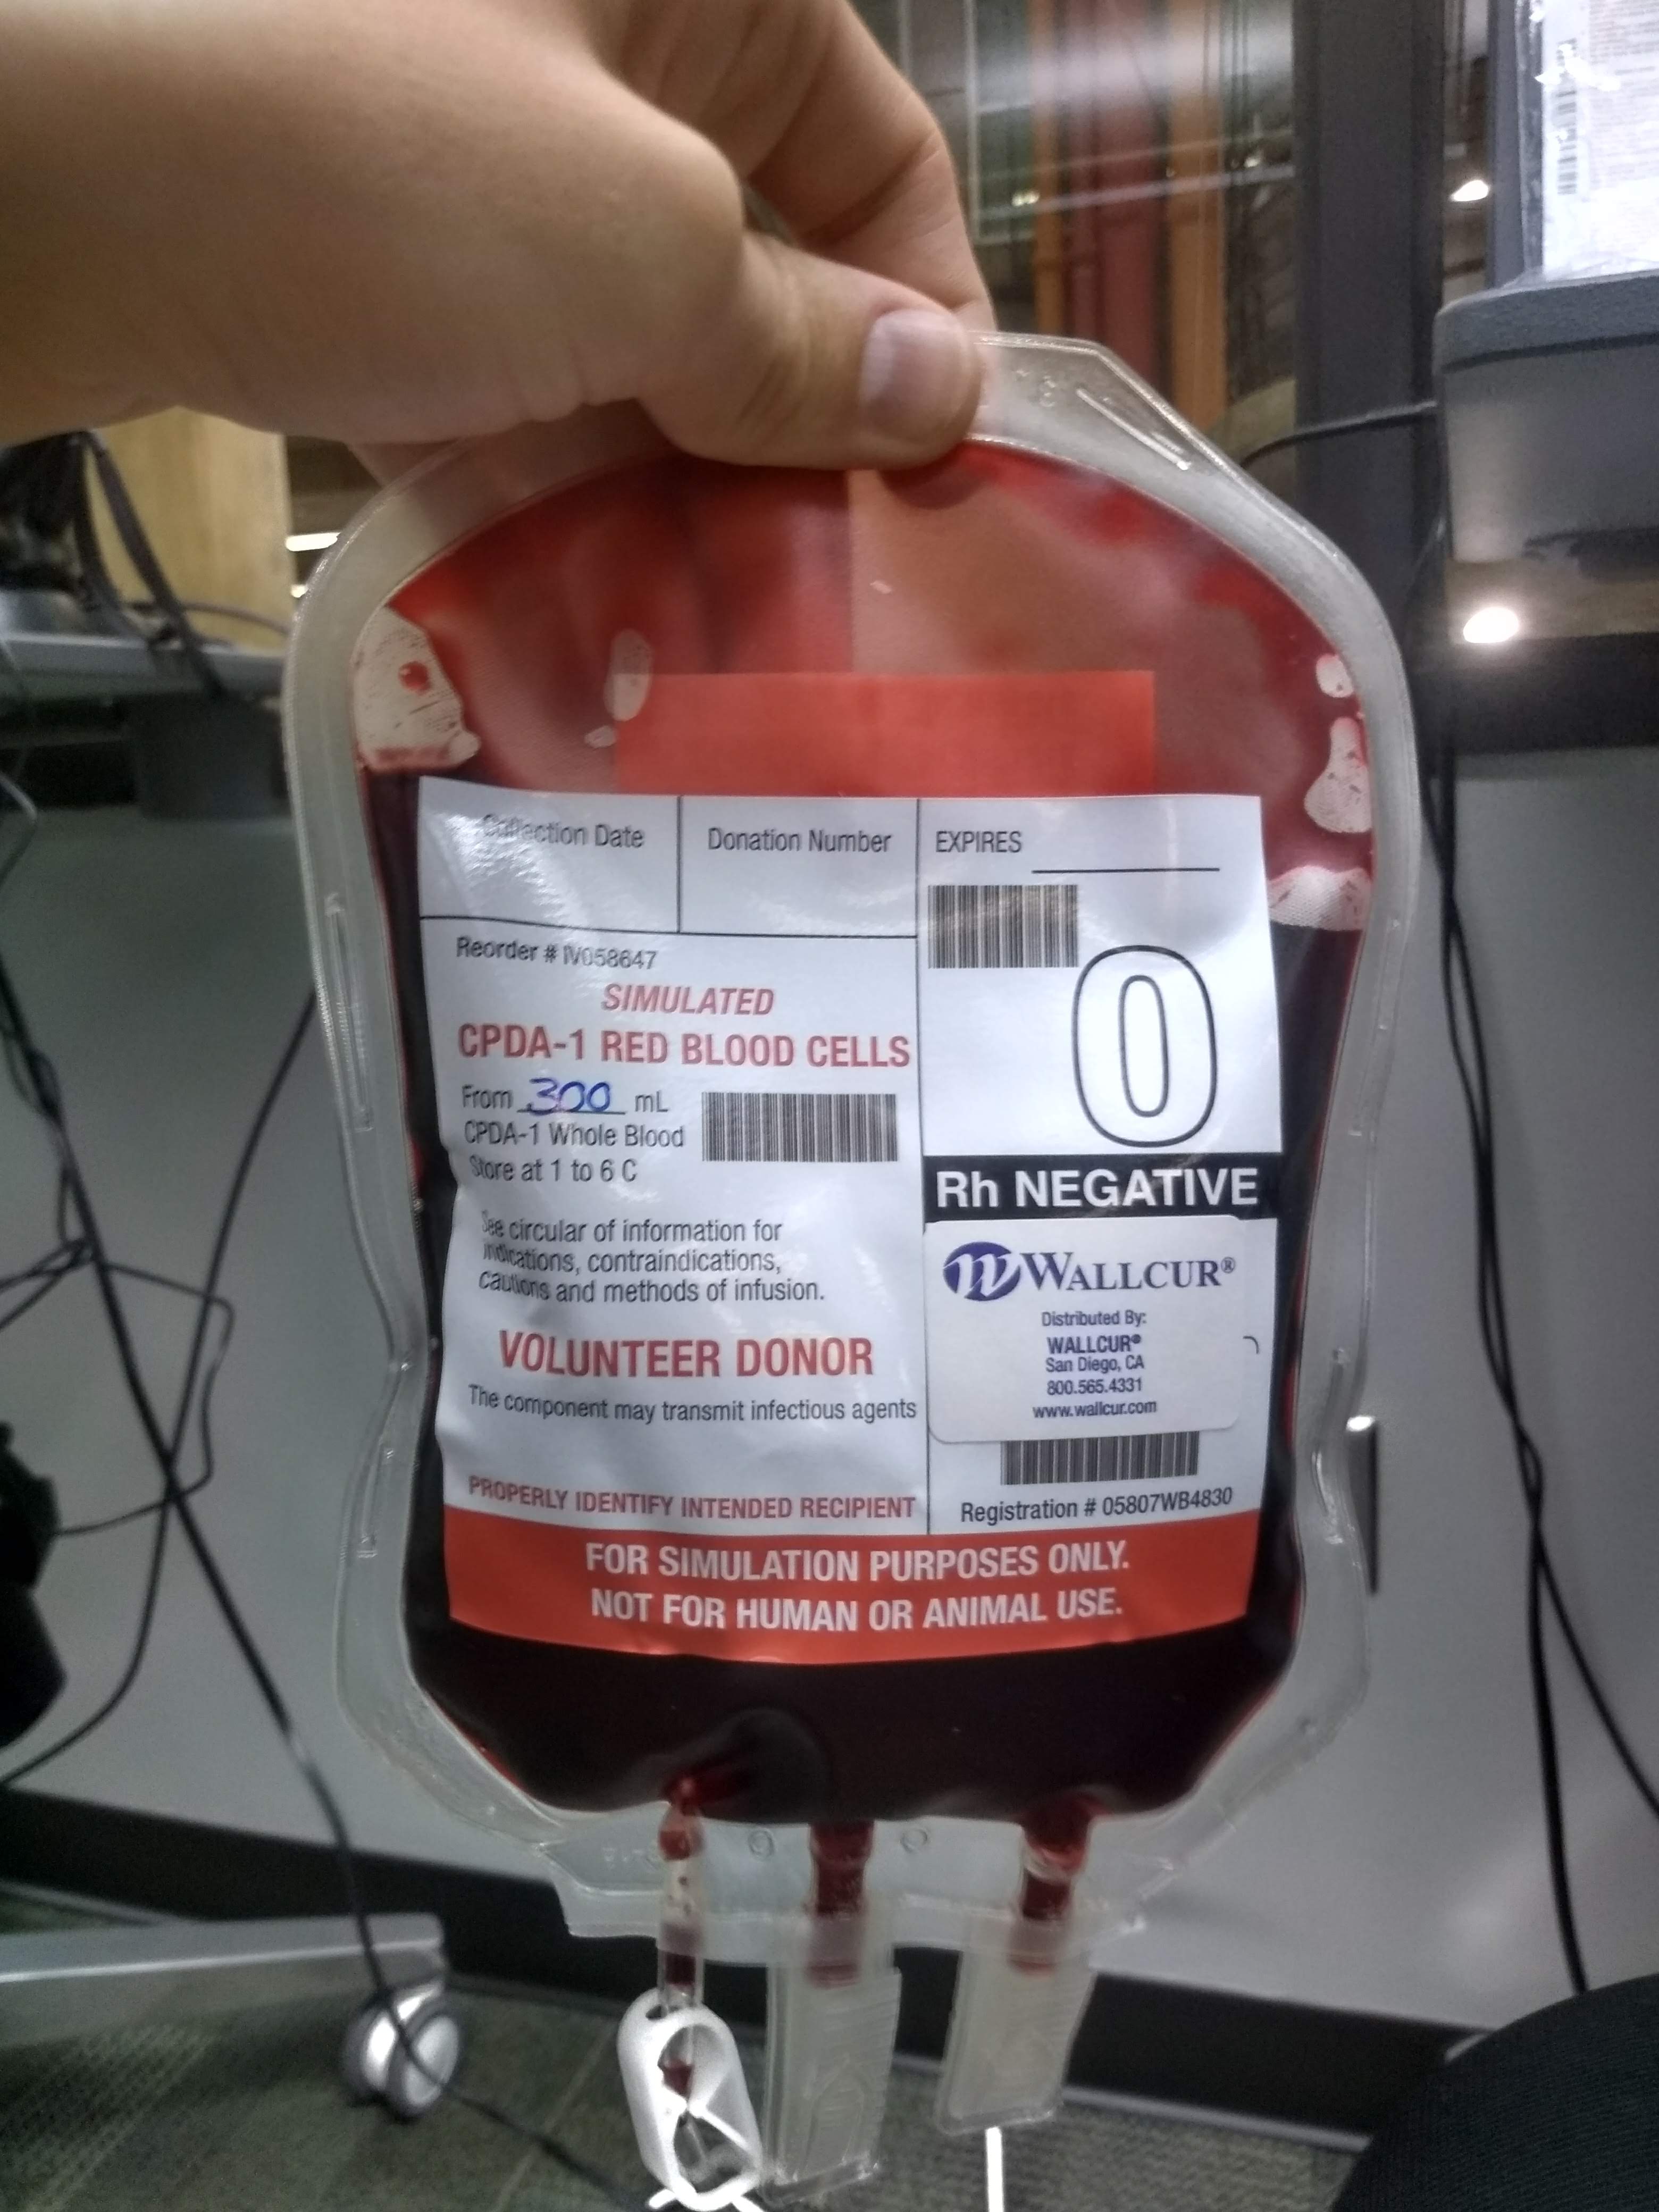 Collection Date
Donation Number
EXPIRES
Reorder # IV058647
SIMULATED
CPDA-1 RED BLOOD CELLS
From 300 mL
CPDA-1 Whole Blood
Store at 1 to 6 C
See circular of information for
indications, contraindications,
cautions and methods of infusion.
VOLUNTEER DONOR
The component may transmit infectious agents
PROPERLY IDENTIFY INTENDED RECIPIENT
O
Rh NEGATIVE
W WALLCUR®
Distributed By:
WALLCUR®
San Diego, CA
800.565.4331
www.wallcur.com
Registration # 05807WB4830
FOR SIMULATION PURPOSES ONLY.
NOT FOR HUMAN OR ANIMAL USE.